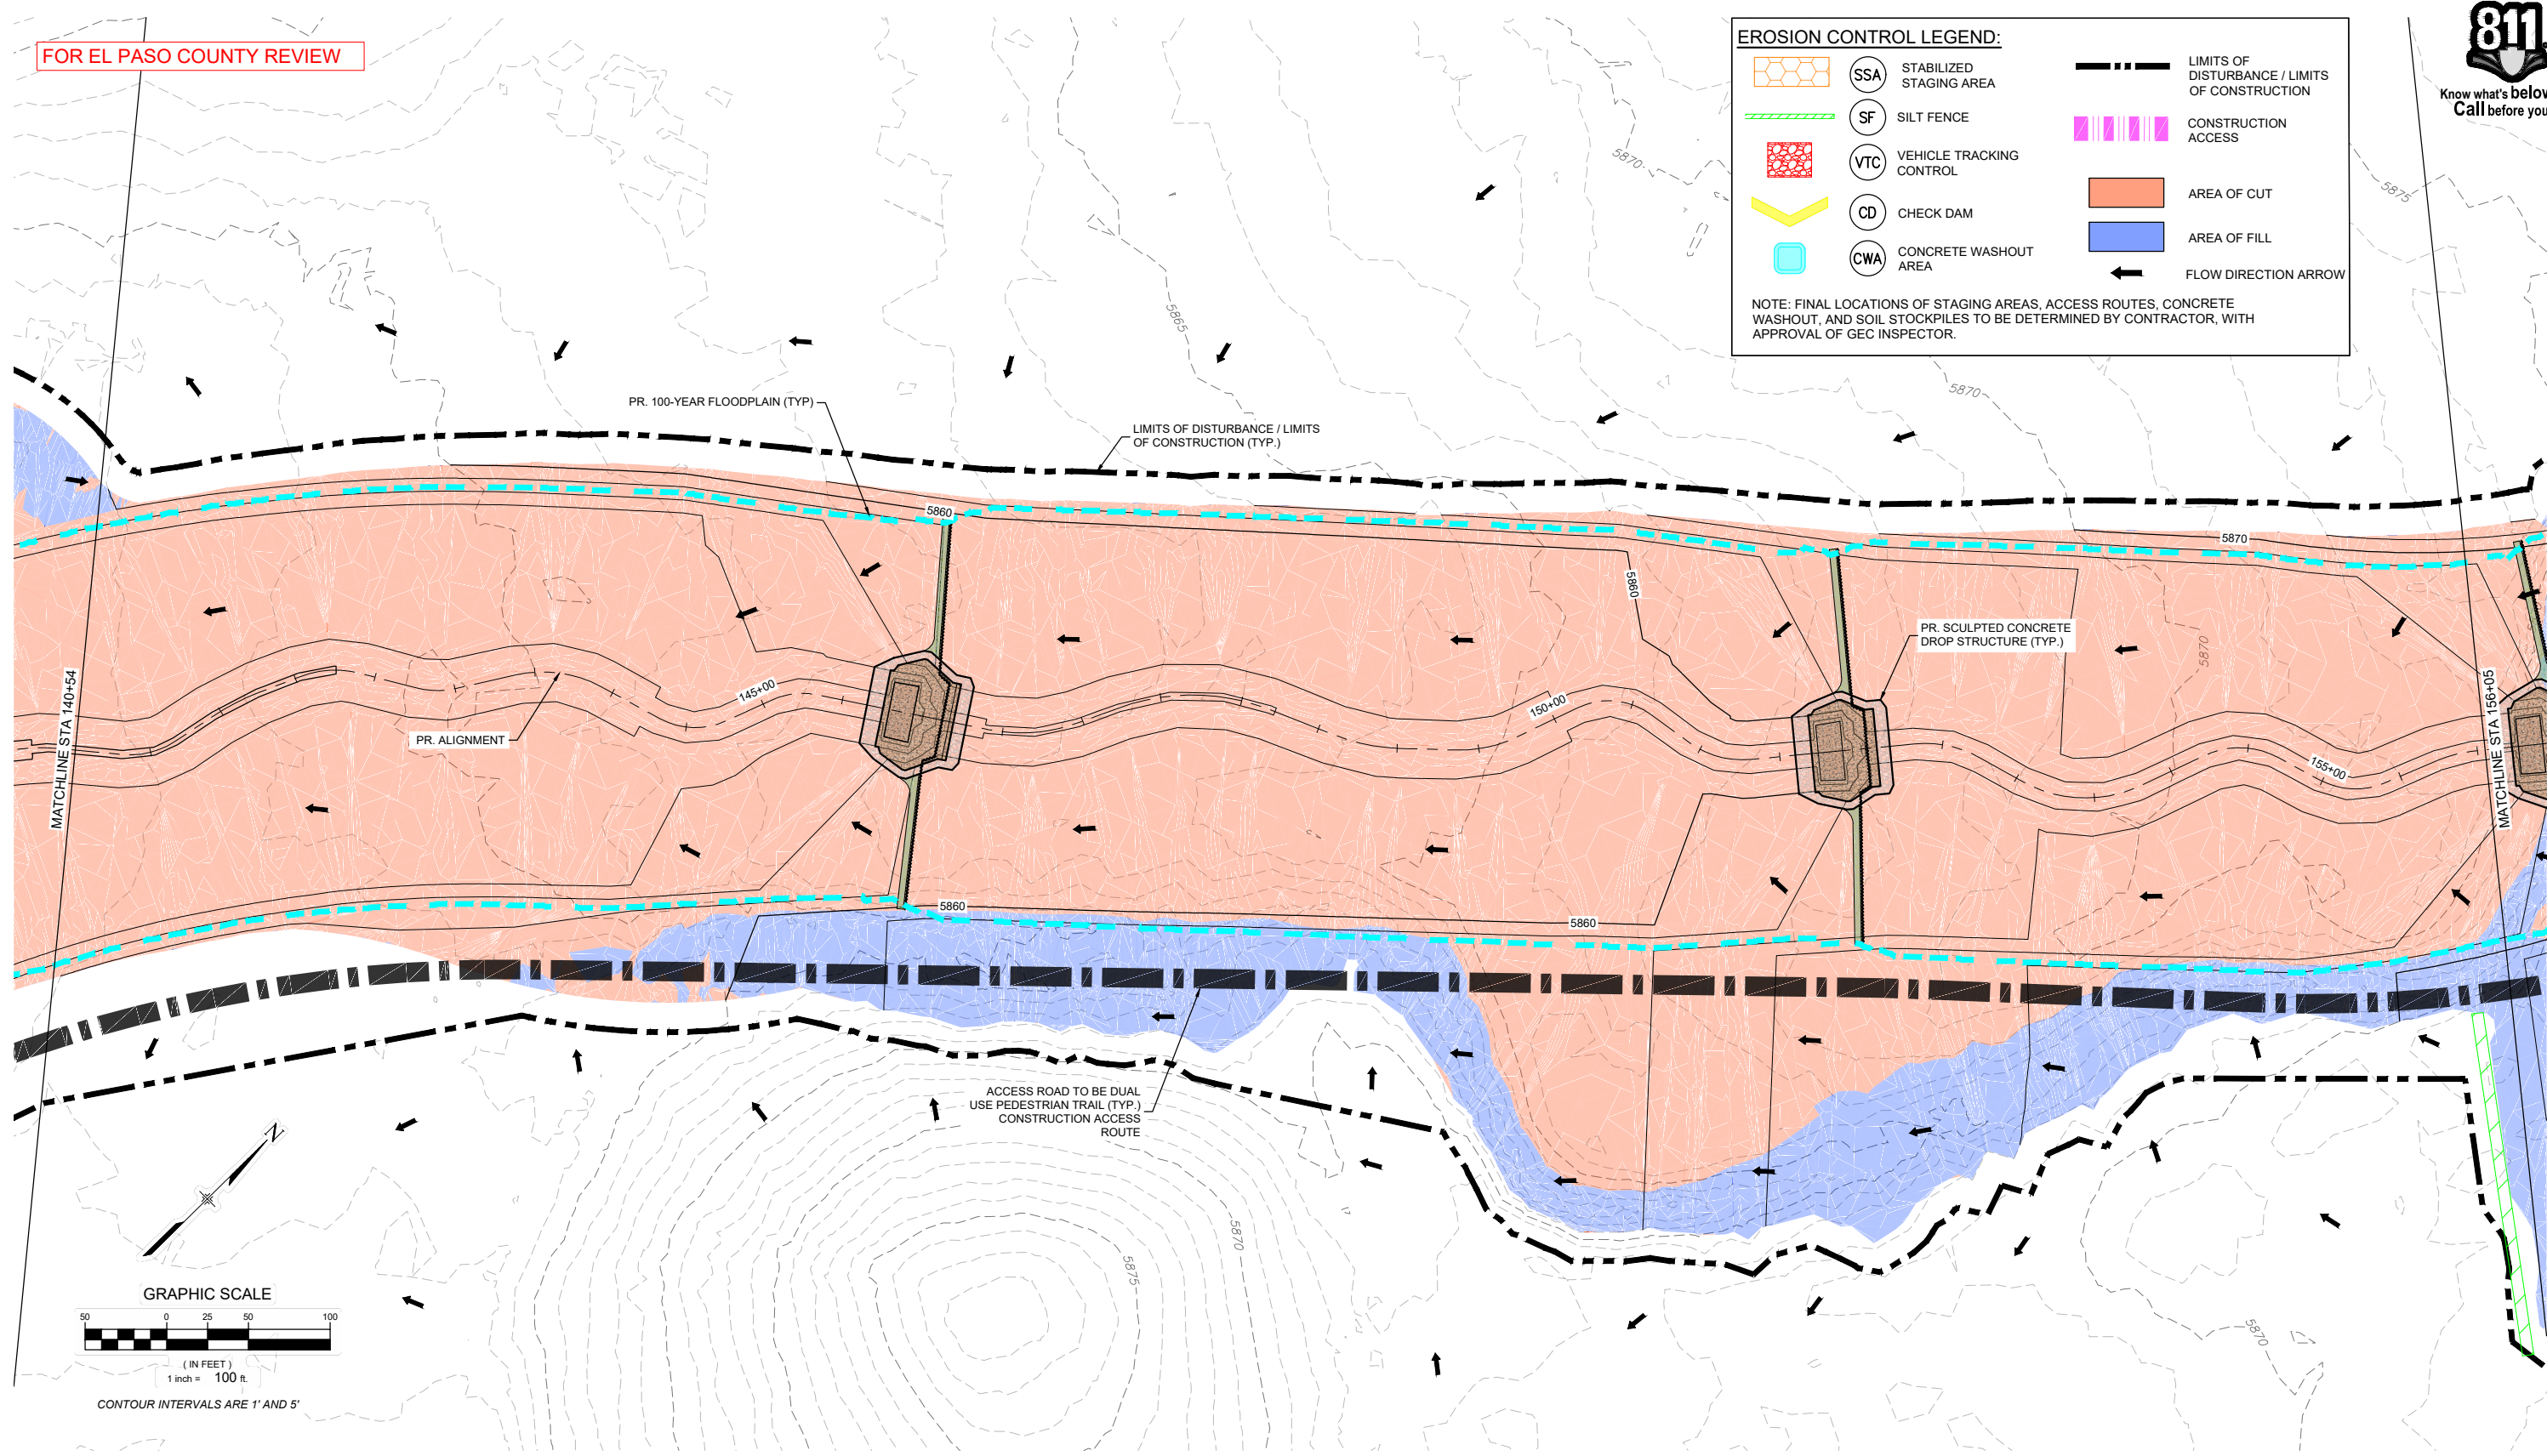 FOR EL PASO COUNTY REVIEW
EROSION CONTROL LEGEND:
SSA
STABILIZED
STAGING AREA
SF
SILT FENCE
VTC
VEHICLE TRACKING
CONTROL
CD
CHECK DAM
CWA
CONCRETE WASHOUT
AREA
LIMITS OF
DISTURBANCE / LIMITS
OF CONSTRUCTION
CONSTRUCTION
ACCESS
AREA OF CUT
AREA OF FILL
FLOW DIRECTION ARROW
NOTE: FINAL LOCATIONS OF STAGING AREAS, ACCESS ROUTES, CONCRETE
WASHOUT, AND SOIL STOCKPILES TO BE DETERMINED BY CONTRACTOR, WITH
APPROVAL OF GEC INSPECTOR.
811
Know what's below
Call before you
5870
5875
5865
5870
PR. 100-YEAR FLOODPLAIN (TYP)
LIMITS OF DISTURBANCE / LIMITS
OF CONSTRUCTION (TYP.)
5860
5870
5860
PR. SCULPTED CONCRETE
DROP STRUCTURE (TYP.)
5870
MATCHLINE STA 140+54
145+00
150+00
155+00
MATCHLINE STA 156+05
PR. ALIGNMENT
5860
5860
ACCESS ROAD TO BE DUAL
USE PEDESTRIAN TRAIL (TYP.)
CONSTRUCTION ACCESS
ROUTE
N
5870
5875
5870
GRAPHIC SCALE
50 0 25 50 100
( IN FEET )
1 inch = 100 ft.
CONTOUR INTERVALS ARE 1' AND 5'